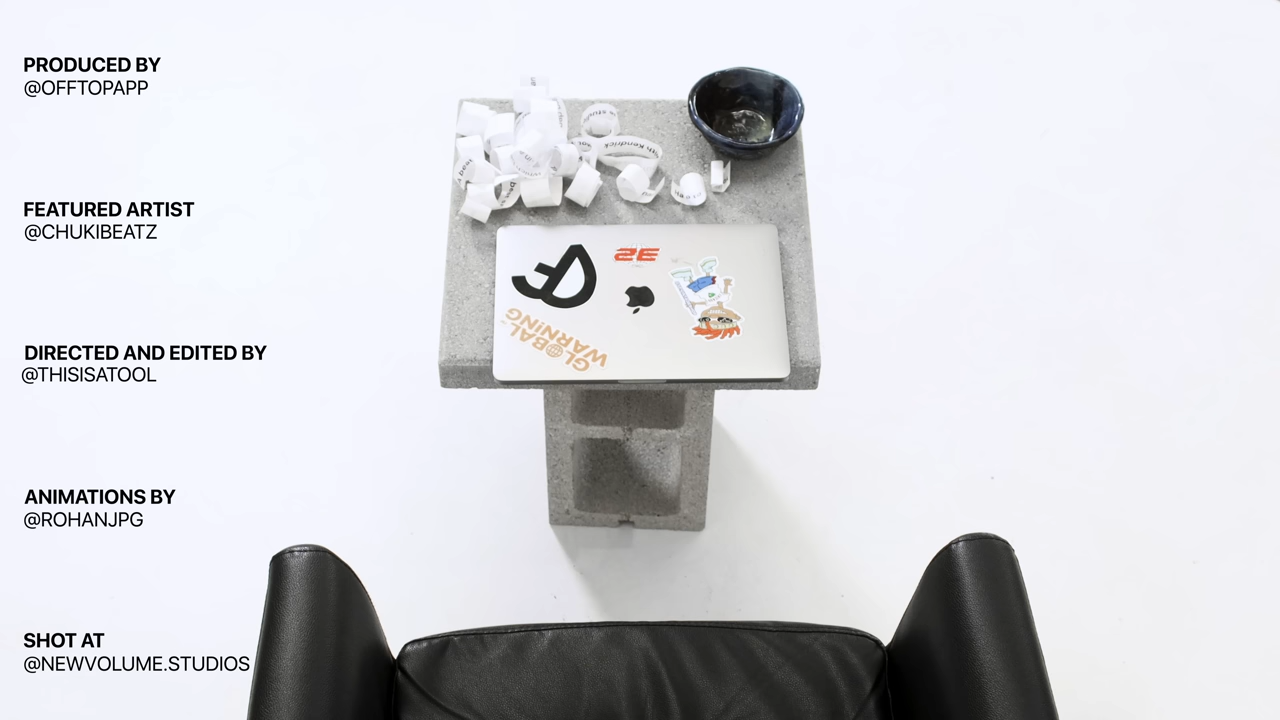 PRODUCED BY
@OFFTOPAPP
FEATURED ARTIST
@CHUKIBEATZ
DIRECTED AND EDITED BY
@THISISATOOL
ANIMATIONS BY
@ROHANJPG
SHOT AT
@NEWVOLUME.STUDIOS
Kendrick
GLOBAL
WARNING